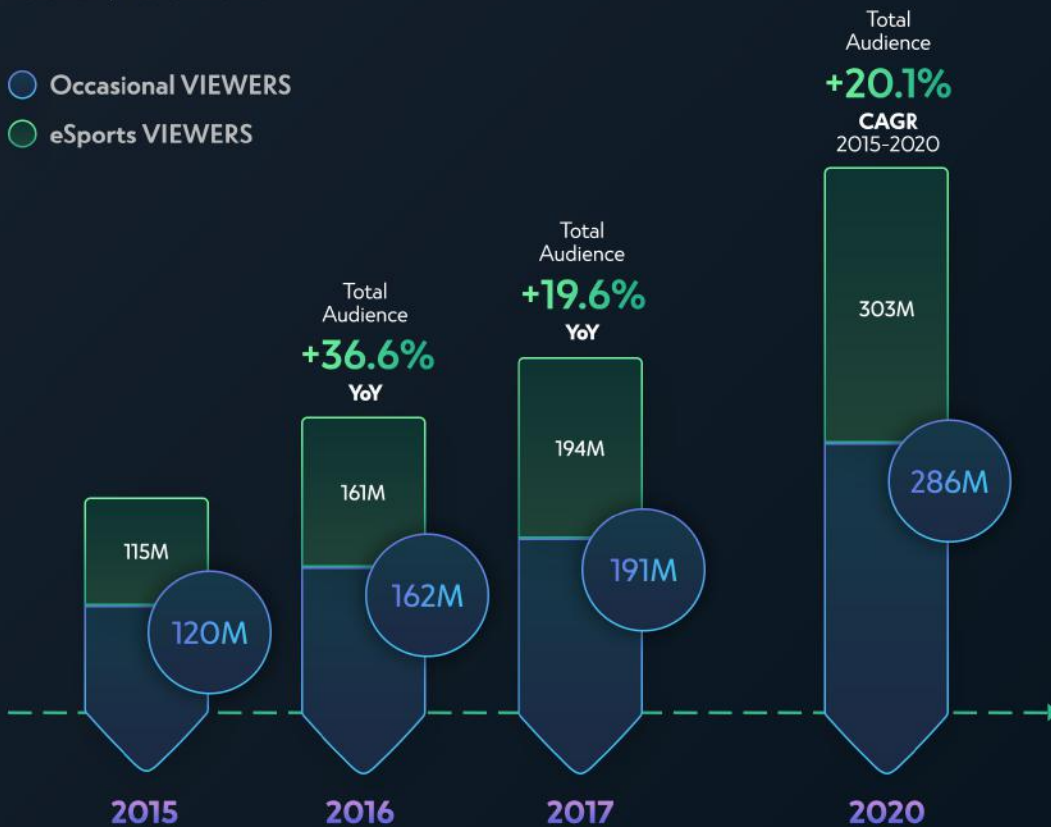 Occasional VIEWERS
eSports VIEWERS
Total
Audience
+20.1%
CAGR
2015-2020
Total
Audience
+19.6%
YoY
Total
Audience
+36.6%
YoY
115M
120M
161M
162M
194M
191M
303M
286M
2015
2016
2017
2020